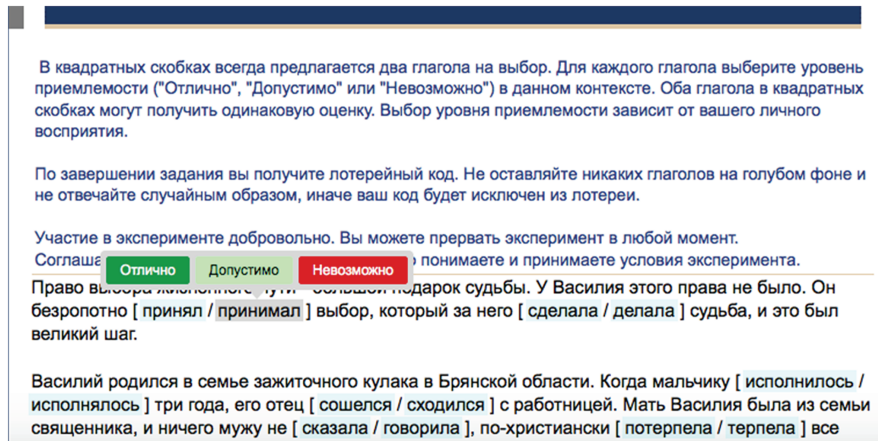 В квадратных скобках всегда предлагается два глагола на выбор. Для каждого глагола выберите уровень
приемлемости ("Отлично", "Допустимо" или "Невозможно") в данном контексте. Оба глагола в квадратных
скобках могут получить одинаковую оценку. Выбор уровня приемлемости зависит от вашего личного
восприятия.
По завершении задания вы получите лотерейный код. Не оставляйте никаких глаголов на голубом фоне и
не отвечайте случайным образом, иначе ваш код будет исключен из лотереи.
Участие в эксперименте добровольно. Вы можете прервать эксперимент в любой момент.
Соглаша понимаете и принимаете условия эксперимента.
Отлично Допустимо Невозможно
Право выбора жизненного пути - большой подарок судьбы. У Василия этого права не было. Он
безропотно [ принял / принимал ] выбор, который за него [ сделала / делала ] судьба, и это был
великий шаг.
Василий родился в семье зажиточного кулака в Брянской области. Когда мальчику [ исполнилось /
исполнялось ] три года, его отец [ сошелся / сходился ] с работницей. Мать Василия была из семьи
священника, и ничего мужу не [ сказала / говорила ], по-христиански [ потерпела / терпела ] все